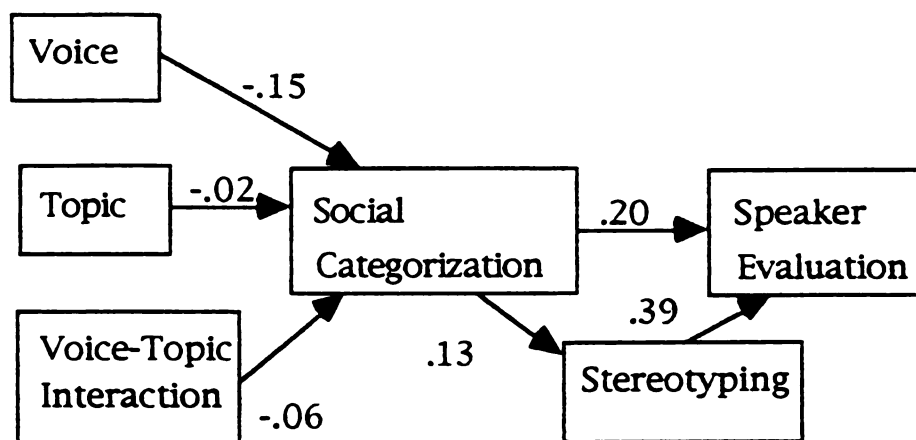 Voice
-.15
Topic
-.02
Social
Categorization
.20
Speaker
Evaluation
Voice-Topic
Interaction
-.06
.13
.39
Stereotyping